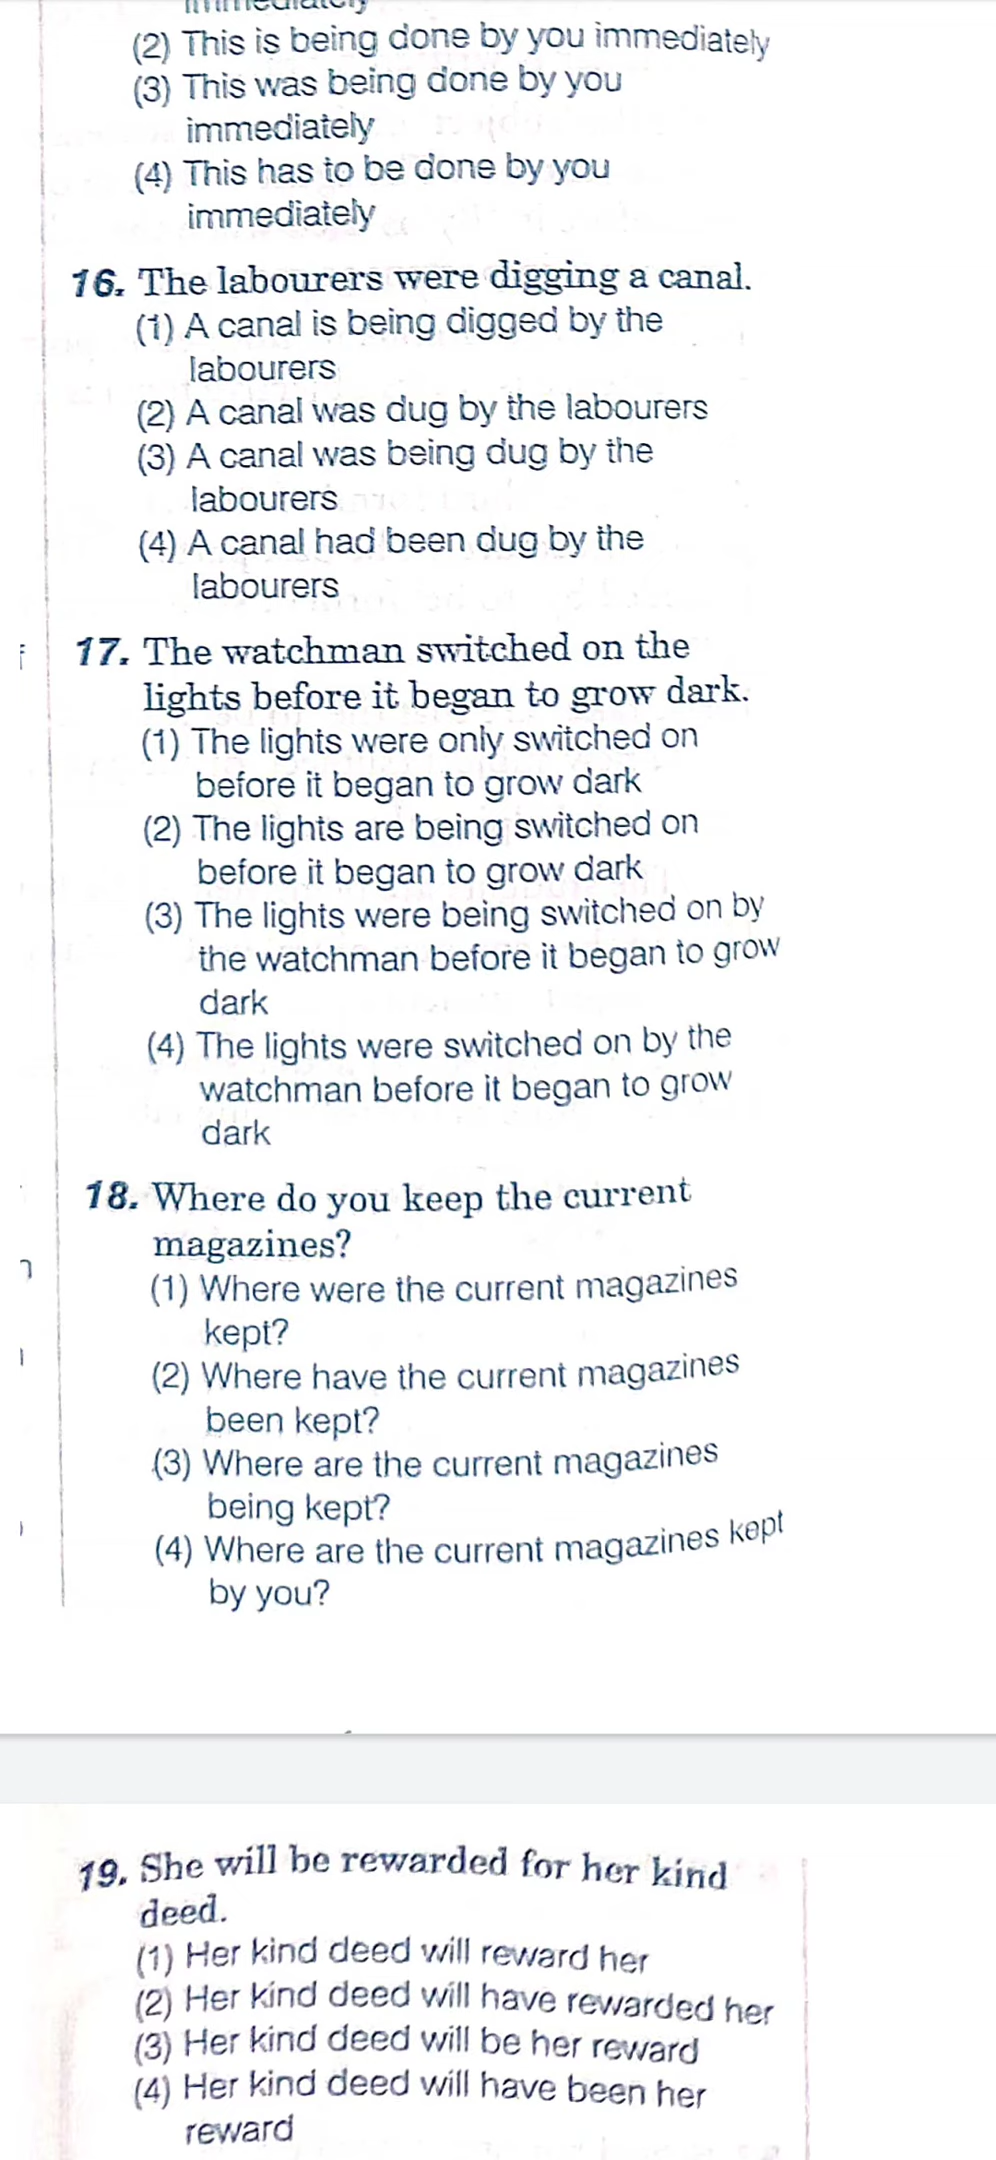 immediately
(2) This is being done by you immediately
(3) This was being done by you
immediately
(4) This has to be done by you
immediately
16. The labourers were digging a canal.
(1) A canal is being digged by the
labourers
(2) A canal was dug by the labourers
(3) A canal was being dug by the
labourers
(4) A canal had been dug by the
labourers
17. The watchman switched on the
lights before it began to grow dark.
(1) The lights were only switched on
before it began to grow dark
(2) The lights are being switched on
before it began to grow dark
(3) The lights were being switched on by
the watchman before it began to grow
dark
(4) The lights were switched on by the
watchman before it began to grow
dark
18. Where do you keep the current
magazines?
(1) Where were the current magazines
kept?
(2) Where have the current magazines
been kept?
(3) Where are the current magazines
being kept?
(4) Where are the current magazines kept
by you?
19. She will be rewarded for her kind
deed.
(1) Her kind deed will reward her
(2) Her kind deed will have rewarded her
(3) Her kind deed will be her reward
(4) Her kind deed will have been her
reward